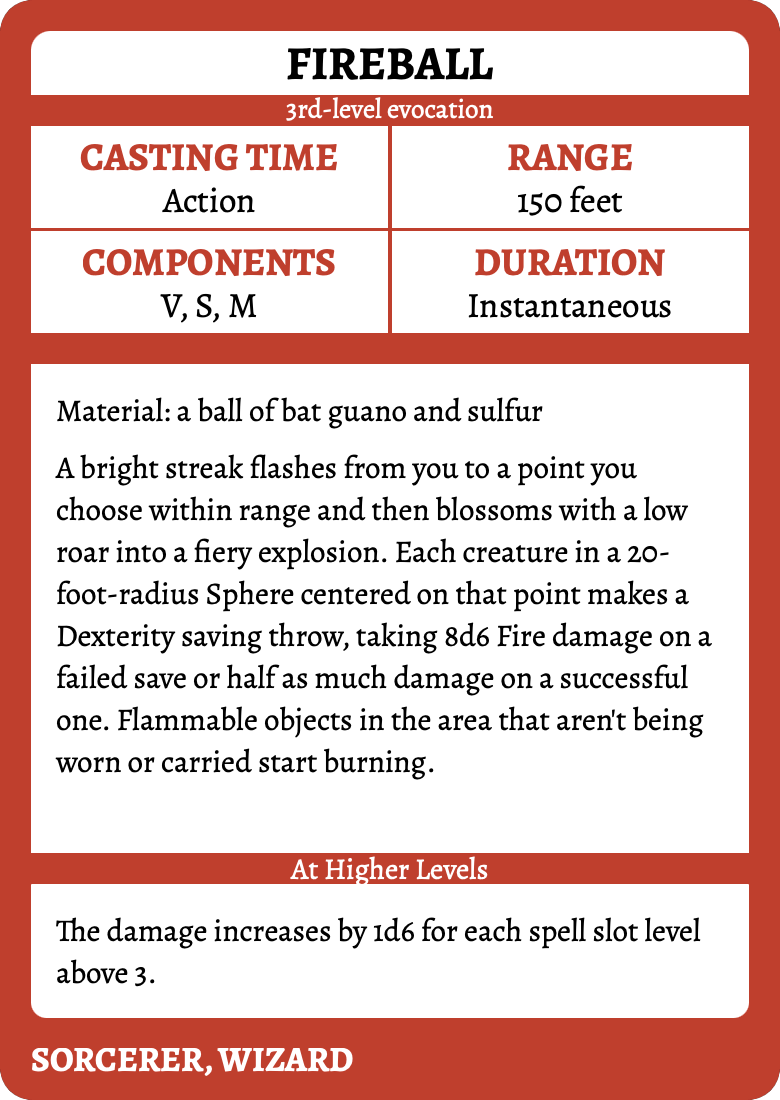 FIREBALL
3rd-level evocation
CASTING TIME
Action
RANGE
150 feet
COMPONENTS
V, S, M
DURATION
Instantaneous
Material: a ball of bat guano and sulfur
A bright streak flashes from you to a point you
choose within range and then blossoms with a low
roar into a fiery explosion. Each creature in a 20-
foot-radius Sphere centered on that point makes a
Dexterity saving throw, taking 8d6 Fire damage on a
failed save or half as much damage on a successful
one. Flammable objects in the area that aren't being
worn or carried start burning.
At Higher Levels
The damage increases by 1d6 for each spell slot level
above 3.
SORCERER, WIZARD